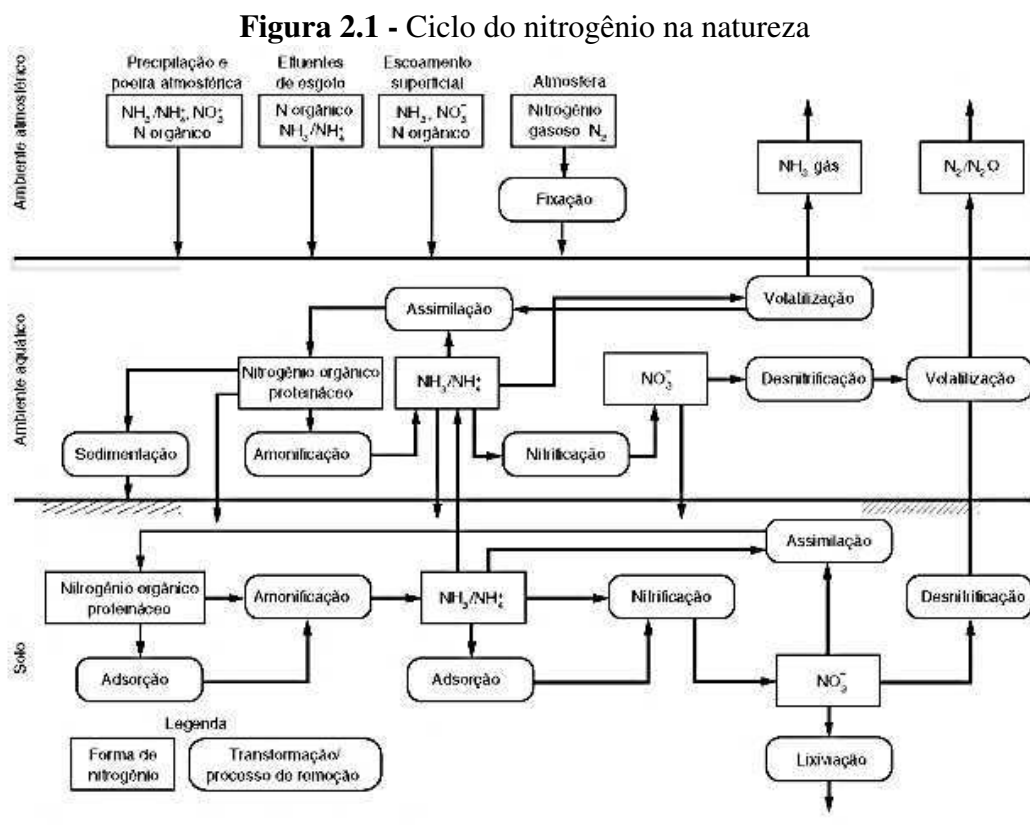 Figura 2.1 - Ciclo do nitrogênio na natureza
Ambiente atmosférico
Precipilação e
poeira atmosférica
NH₃/NH₄⁺, NO₃⁻
N orgânico
Efluentes
de esgoto
N orgânico
NH₃/NH₄⁺
Escoamento
superficial
NH₃, NO₃⁻
N orgânico
Atmosfera
Nitrogênio
gasoso N₂
Fixação
NH₃ gás
N₂/N₂O
Ambiente aquático
Assimilação
Volatilização
Nitrogênio orgânico
proteináceo
NH₃/NH₄⁺
NO₃⁻
Desnitrificação
Volatilização
Sedimentação
Amonificação
Nitrificação
Solo
Assimilação
Nitrogênio orgânico
proteináceo
Amonificação
NH₃/NH₄⁺
Nitrificação
Desnitrificação
Adsorção
Adsorção
NO₃⁻
Lixiviação
Legenda
Forma de
nitrogênio
Transformação/
processo de remoção